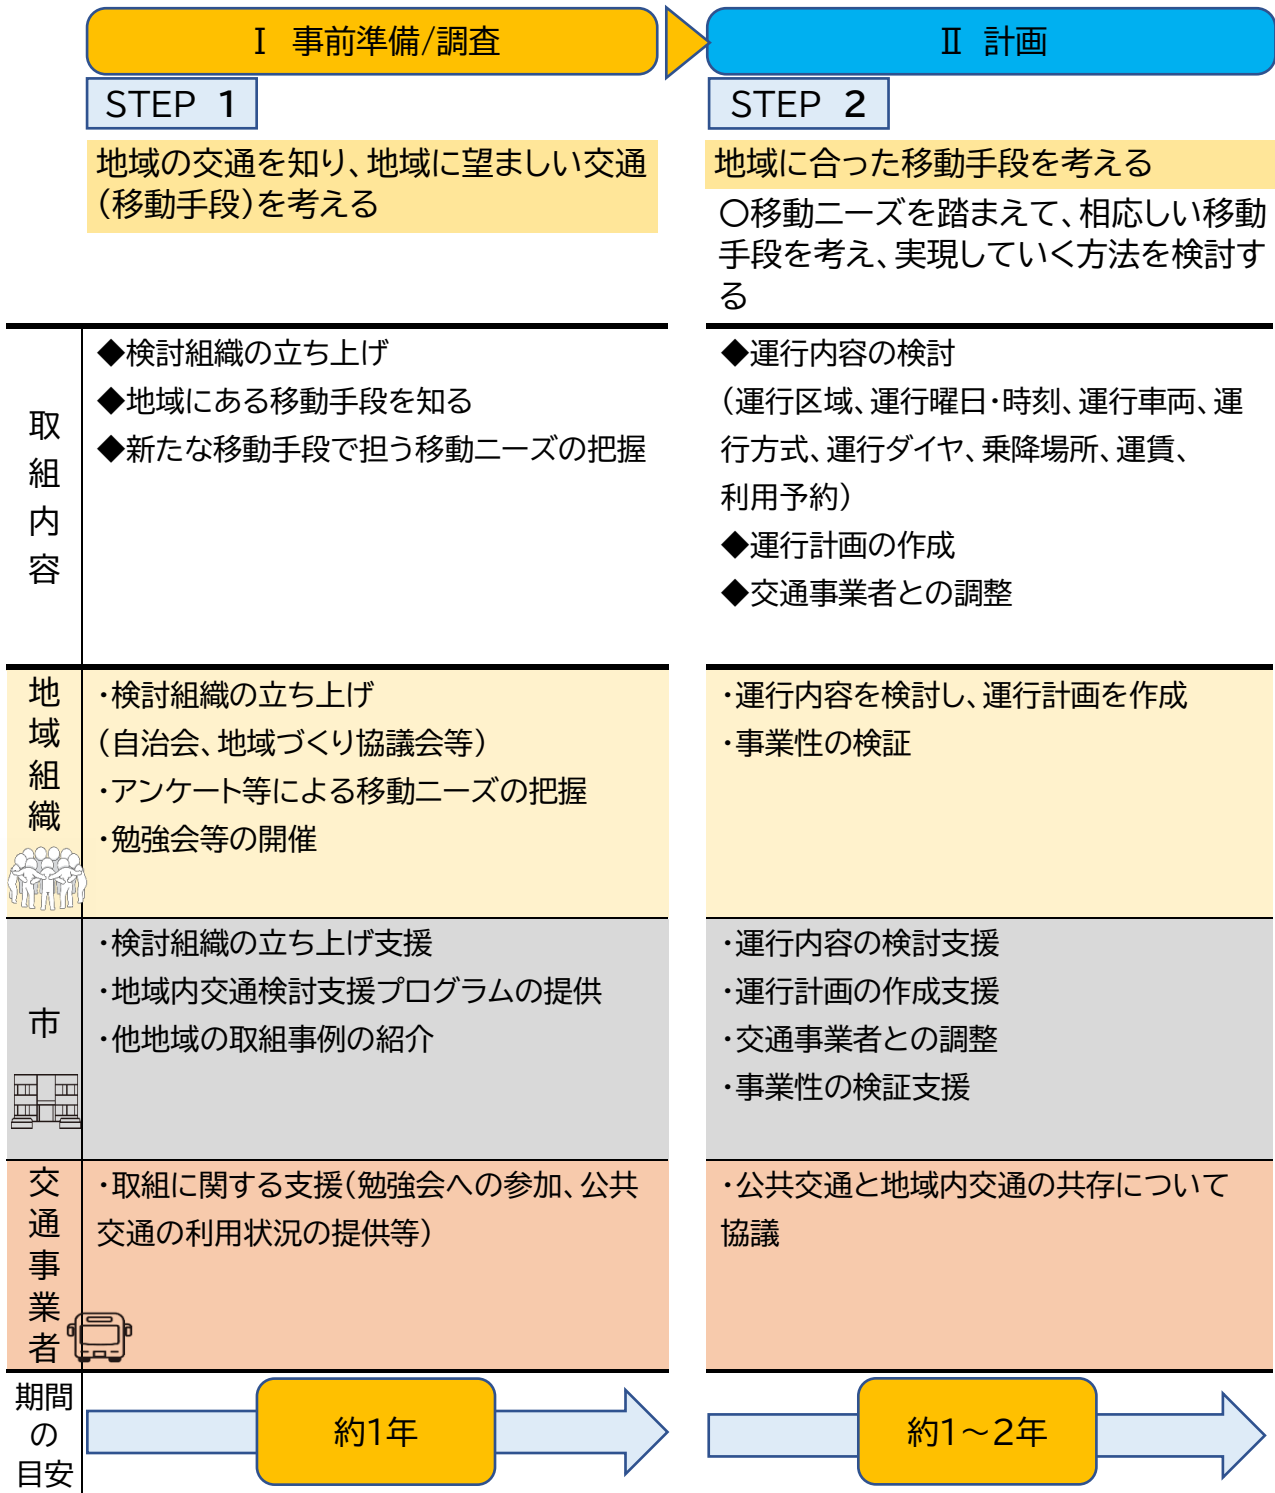 Ⅰ 事前準備/調査
Ⅱ 計画
STEP 1
STEP 2
地域の交通を知り、地域に望ましい交通
（移動手段）を考える
地域に合った移動手段を考える
〇移動ニーズを踏まえて、相応しい移動
手段を考え、実現していく方法を検討す
る
取組内容
◆検討組織の立ち上げ
◆地域にある移動手段を知る
◆新たな移動手段で担う移動ニーズの把握
◆運行内容の検討
（運行区域、運行曜日・時刻、運行車両、運
行方式、運行ダイヤ、乗降場所、運賃、
利用予約）
◆運行計画の作成
◆交通事業者との調整
地域組織
・検討組織の立ち上げ
（自治会、地域づくり協議会等）
・アンケート等による移動ニーズの把握
・勉強会等の開催
・運行内容を検討し、運行計画を作成
・事業性の検証
市
・検討組織の立ち上げ支援
・地域内交通検討支援プログラムの提供
・他地域の取組事例の紹介
・運行内容の検討支援
・運行計画の作成支援
・交通事業者との調整
・事業性の検証支援
交通事業者
・取組に関する支援（勉強会への参加、公共
交通の利用状況の提供等）
・公共交通と地域内交通の共存について
協議
期間
の
目安
約1年
約1～2年